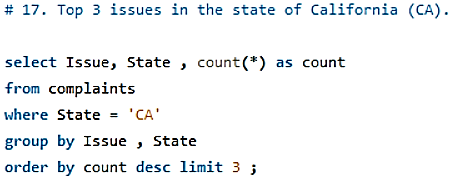 # 17. Top 3 issues in the state of California (CA).
select Issue, State , count(*) as count
from complaints
where State = 'CA'
group by Issue , State
order by count desc limit 3 ;